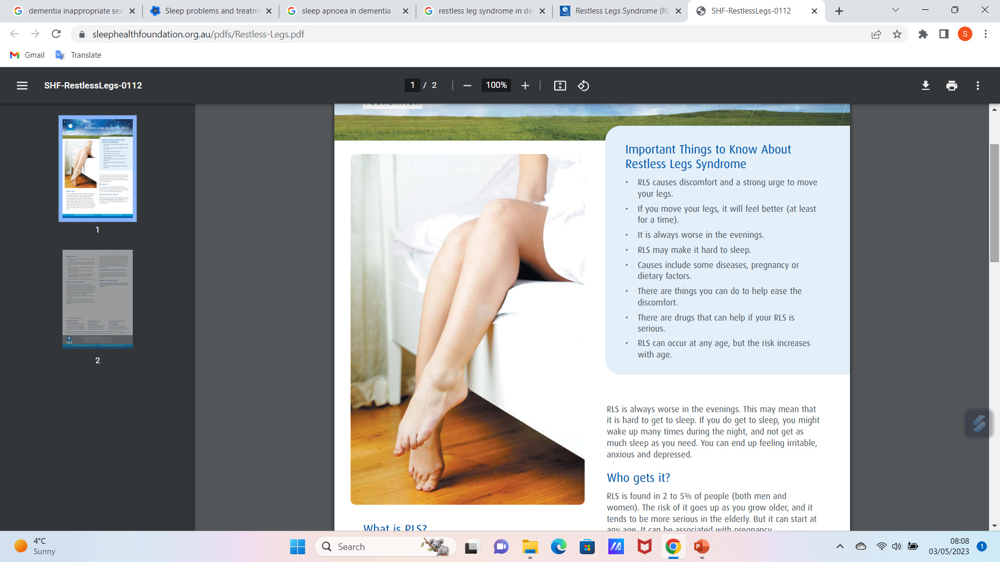 dementia inappropriate sex
Sleep problems and treatme
sleep apnoea in dementia -
restless leg syndrome in de
Restless Legs Syndrome (RL
SHF-RestlessLegs-0112
sleephealthfoundation.org.au/pdfs/Restless-Legs.pdf
S
Gmail
Translate
SHF-RestlessLegs-0112
1 / 2
100%
Restless Legs Syndrome (RLS)
1
2
FOUNDATION
Important Things to Know About
Restless Legs Syndrome
• RLS causes discomfort and a strong urge to move
your legs.
• If you move your legs, it will feel better (at least
for a time).
• It is always worse in the evenings.
• RLS may make it hard to sleep.
• Causes include some diseases, pregnancy or
dietary factors.
• There are things you can do to help ease the
discomfort.
• There are drugs that can help if your RLS is
serious.
• RLS can occur at any age, but the risk increases
with age.
What is RLS?
RLS is always worse in the evenings. This may mean that
it is hard to get to sleep. If you do get to sleep, you might
wake up many times during the night, and not get as
much sleep as you need. You can end up feeling irritable,
anxious and depressed.
Who gets it?
RLS is found in 2 to 5% of people (both men and
women). The risk of it goes up as you grow older, and it
tends to be more serious in the elderly. But it can start at
any age. It can be associated with pregnancy
4°C
Sunny
Search
08:08
03/05/2023
1